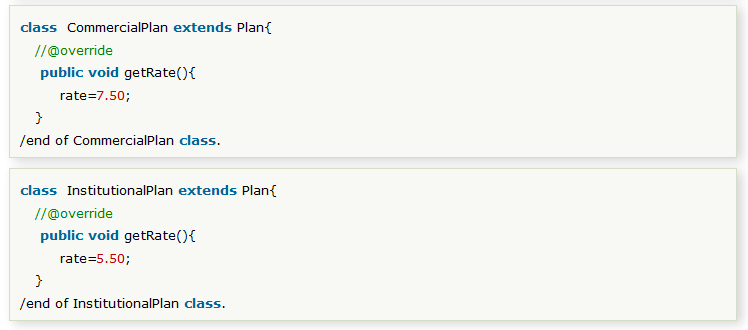 class  CommercialPlan extends Plan{
//@override
public void getRate(){
rate=7.50;
}
/end of CommercialPlan class.
class  InstitutionalPlan extends Plan{
//@override
public void getRate(){
rate=5.50;
}
/end of InstitutionalPlan class.